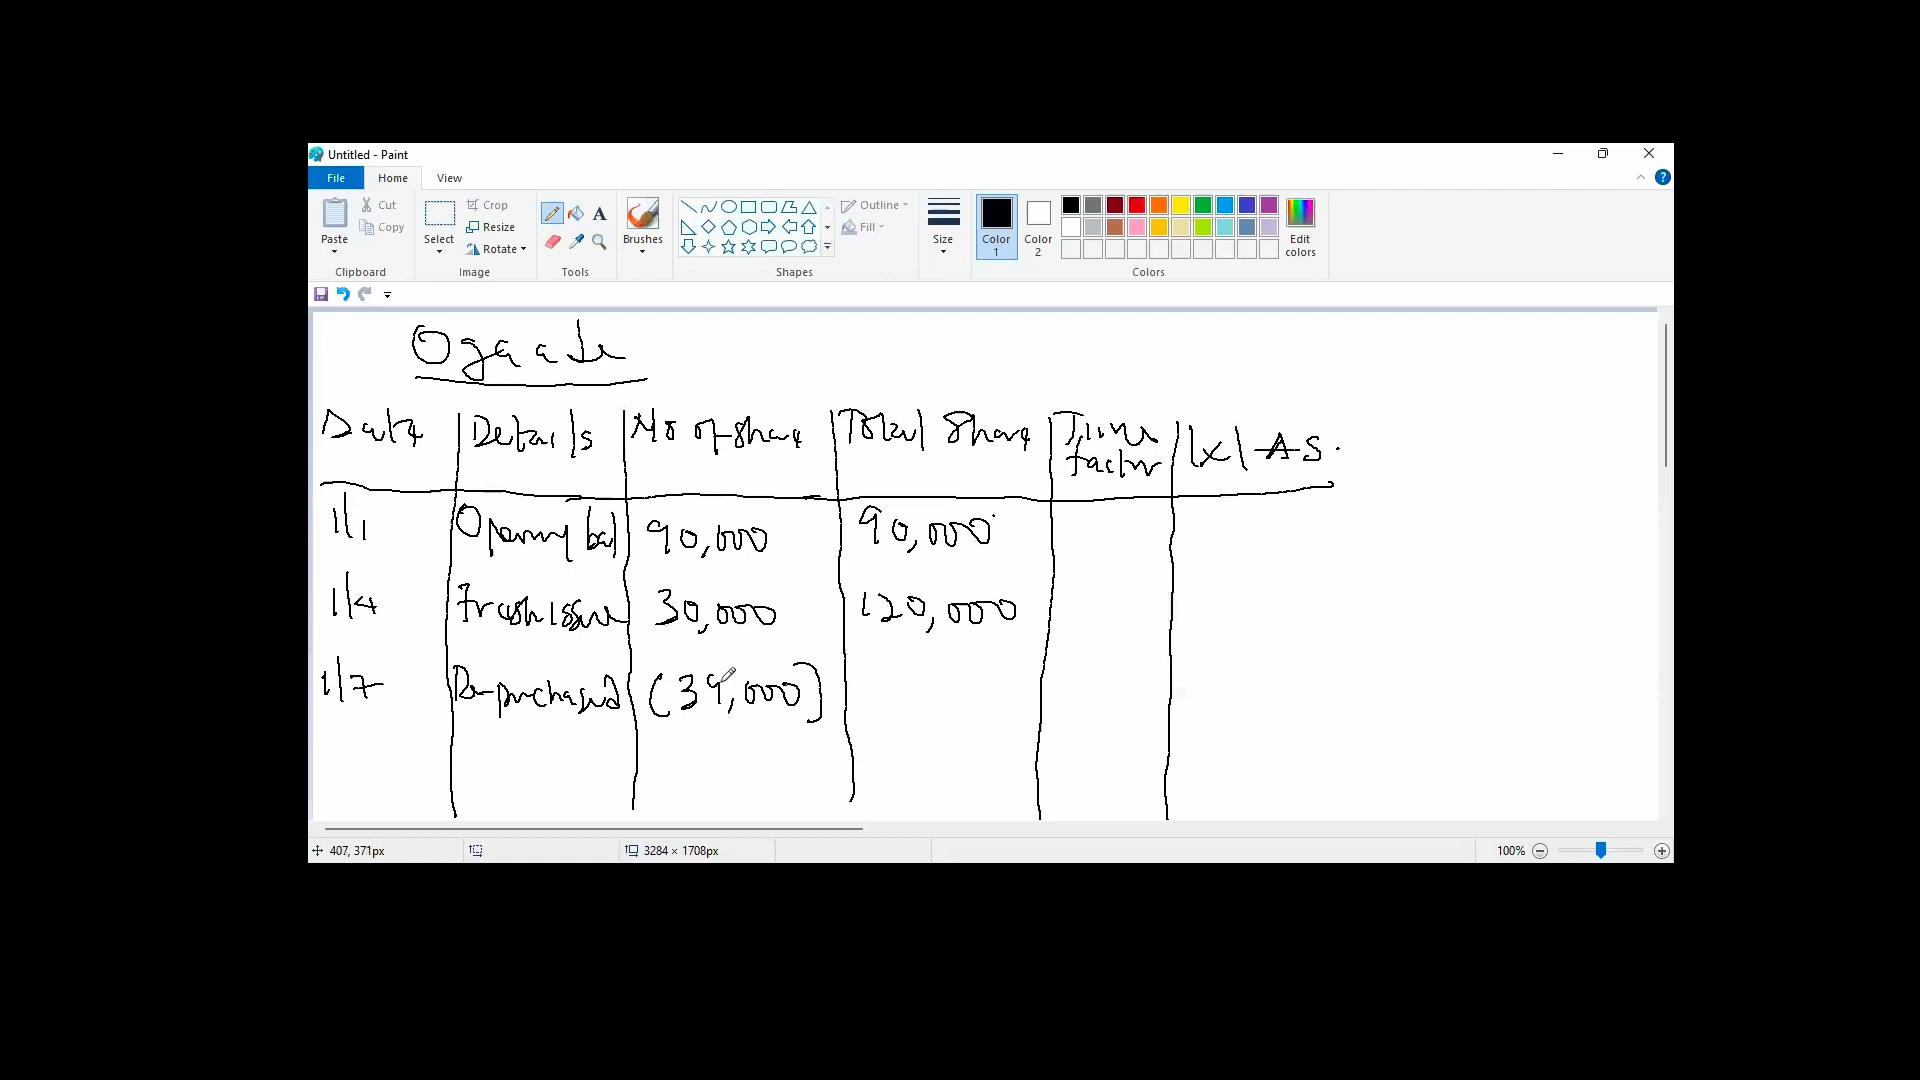 Untitled - Paint
File Home View
Paste Cut Copy
Clipboard
Select Crop Resize Rotate
Image
Tools
Brushes
Shapes
Outline
Fill
Size
Color 1
Color 2
Edit colors
Colors
Date Details No of share Total Share Time factor WAS.
1/1 Opening bal 90,000 90,000
1/4 Fresh issue 30,000 120,000
1/7 Re-purchased (39,000)
407, 371px
3284 × 1708px
100%